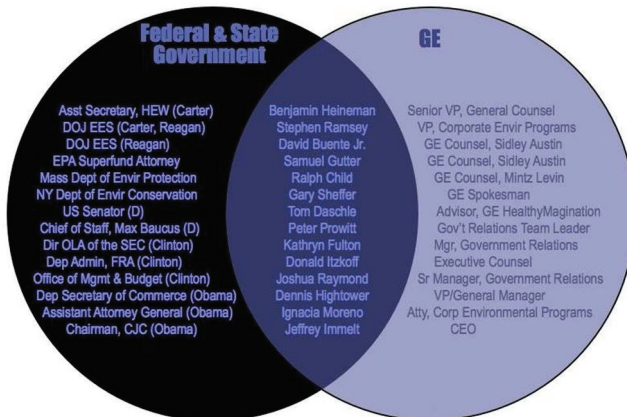 Federal & State
Government
GE
Asst Secretary, HEW (Carter) Benjamin Heineman Senior VP, General Counsel
DOJ EES (Carter, Reagan) Stephen Ramsey VP, Corporate Envir Programs
DOJ EES (Reagan) David Buente Jr. GE Counsel, Sidley Austin
EPA Superfund Attorney Samuel Gutter GE Counsel, Sidley Austin
Mass Dept of Envir Protection Ralph Child GE Counsel, Mintz Levin
NY Dept of Envir Conservation Gary Sheffer GE Spokesman
US Senator (D) Tom Daschle Advisor, GE HealthyMagination
Chief of Staff, Max Baucus (D) Peter Prowitt Gov't Relations Team Leader
Dir OLA of the SEC (Clinton) Kathryn Fulton Mgr, Government Relations
Dep Admin, FRA (Clinton) Donald Itzkoff Executive Counsel
Office of Mgmt & Budget (Clinton) Joshua Raymond Sr Manager, Government Relations
Dep Secretary of Commerce (Obama) Dennis Hightower VP/General Manager
Assistant Attorney General (Obama) Ignacia Moreno Atty, Corp Environmental Programs
Chairman, CJC (Obama) Jeffrey Immelt CEO